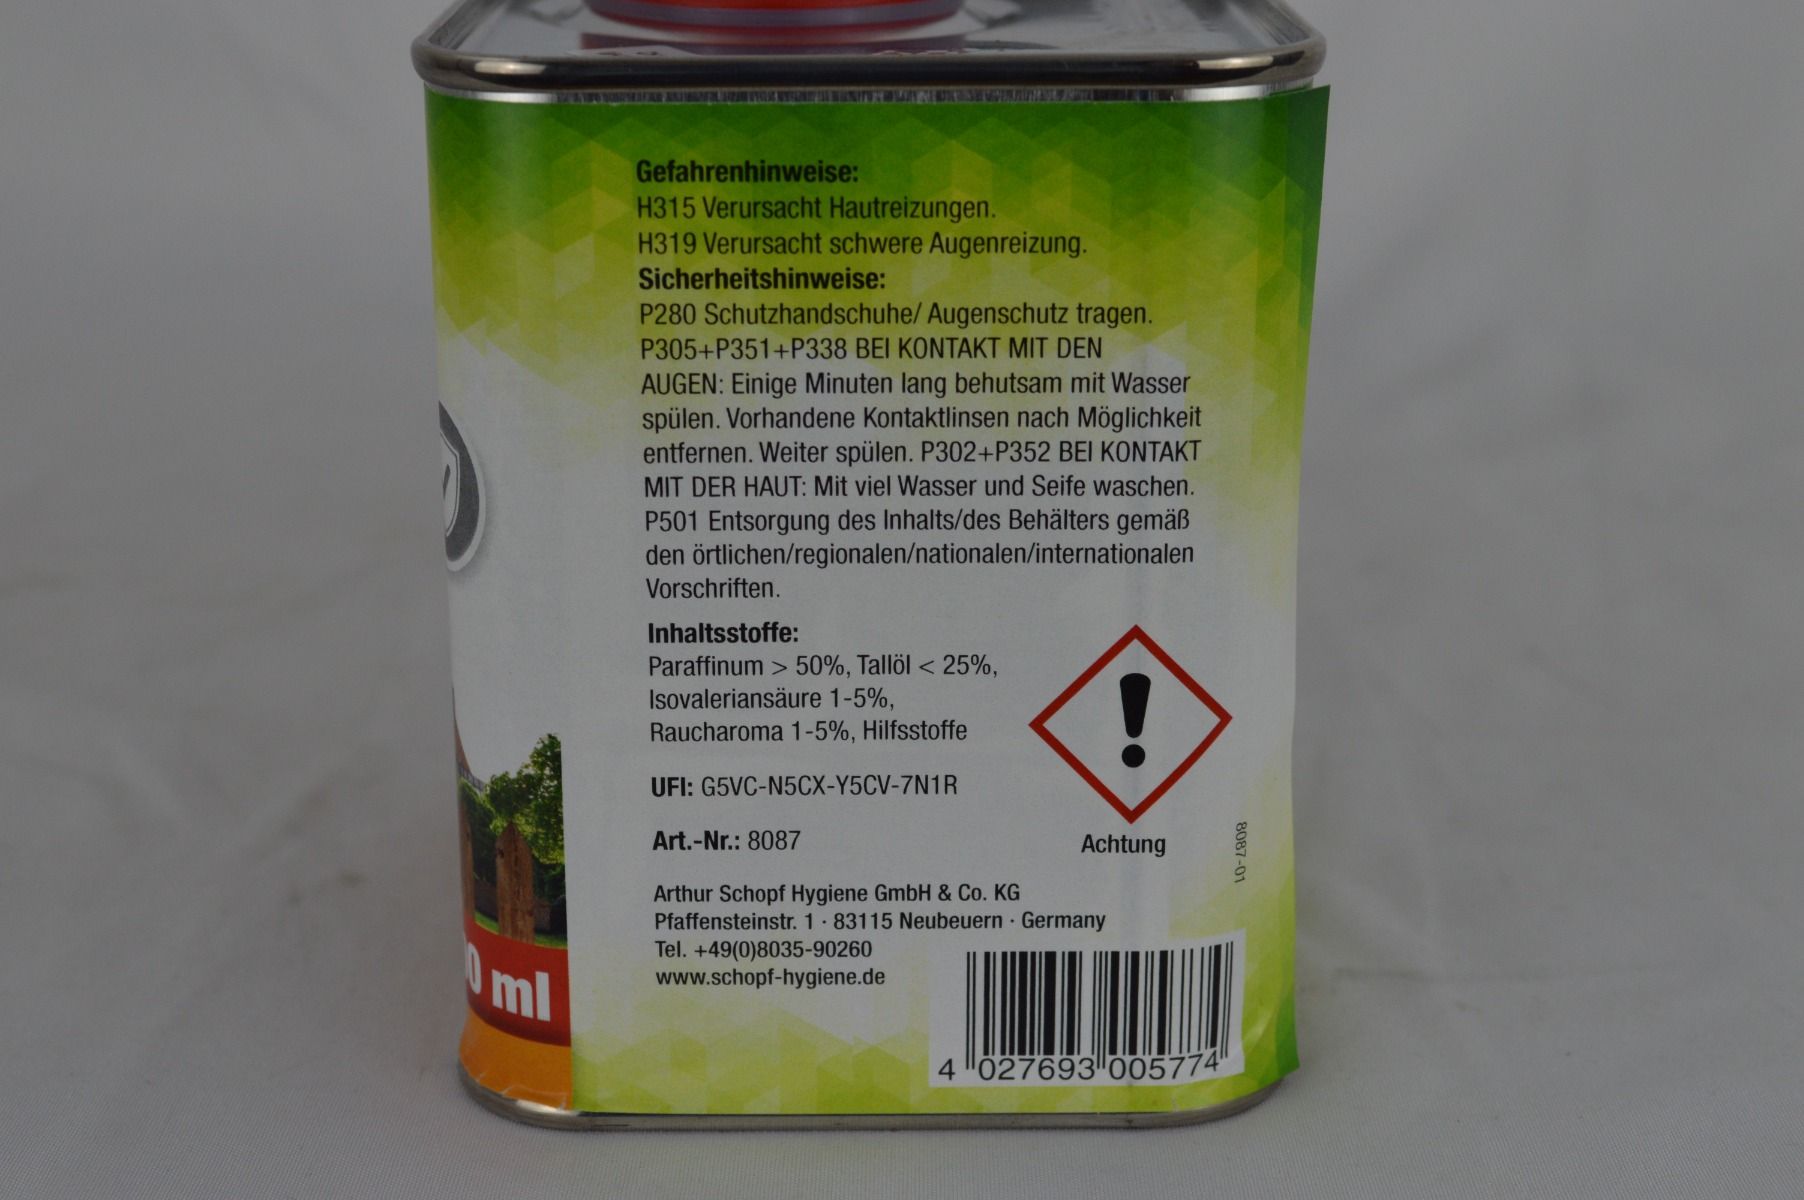 Gefahrenhinweise:
H315 Verursacht Hautreizungen.
H319 Verursacht schwere Augenreizung.
Sicherheitshinweise:
P280 Schutzhandschuhe/ Augenschutz tragen.
P305+P351+P338 BEI KONTAKT MIT DEN
AUGEN: Einige Minuten lang behutsam mit Wasser
spülen. Vorhandene Kontaktlinsen nach Möglichkeit
entfernen. Weiter spülen. P302+P352 BEI KONTAKT
MIT DER HAUT: Mit viel Wasser und Seife waschen.
P501 Entsorgung des Inhalts/des Behälters gemäß
den örtlichen/regionalen/nationalen/internationalen
Vorschriften.
Inhaltsstoffe:
Paraffinum > 50%, Tallöl < 25%,
Isovaleriansäure 1-5%,
Raucharoma 1-5%, Hilfsstoffe
UFI: G5VC-N5CX-Y5CV-7N1R
Art.-Nr.: 8087
Achtung
8087-01
Arthur Schopf Hygiene GmbH & Co. KG
Pfaffensteinstr. 1 · 83115 Neubeuern · Germany
Tel. +49(0)8035-90260
www.schopf-hygiene.de
ml
4 027693 005774